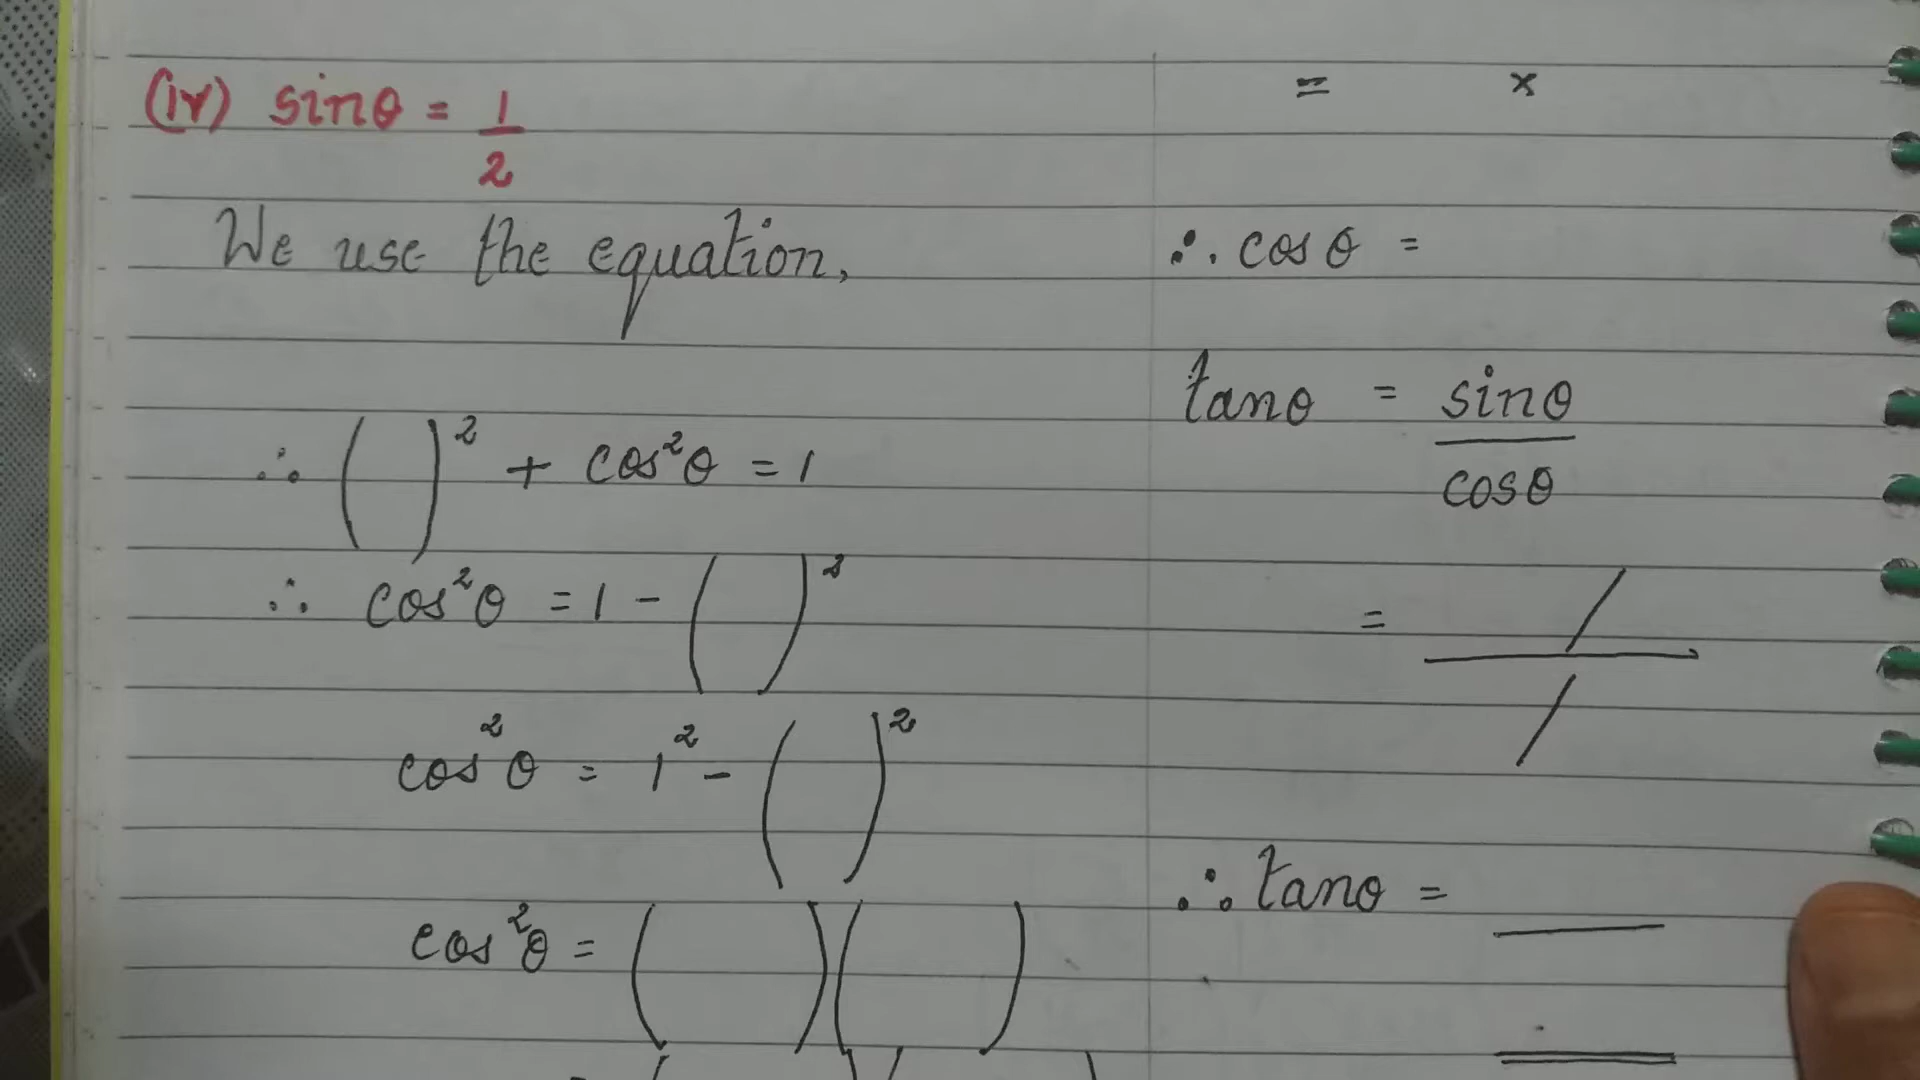 (iv) sinθ = 1/2
We use the equation,
∴ ( )² + cos²θ = 1
∴ cos²θ = 1 - ( )²
cos²θ = 1² - ( )²
cos²θ = ( )( )
= ( )( )
= ×
∴ cosθ =
tanθ = sinθ/cosθ
= / /
∴ tanθ =